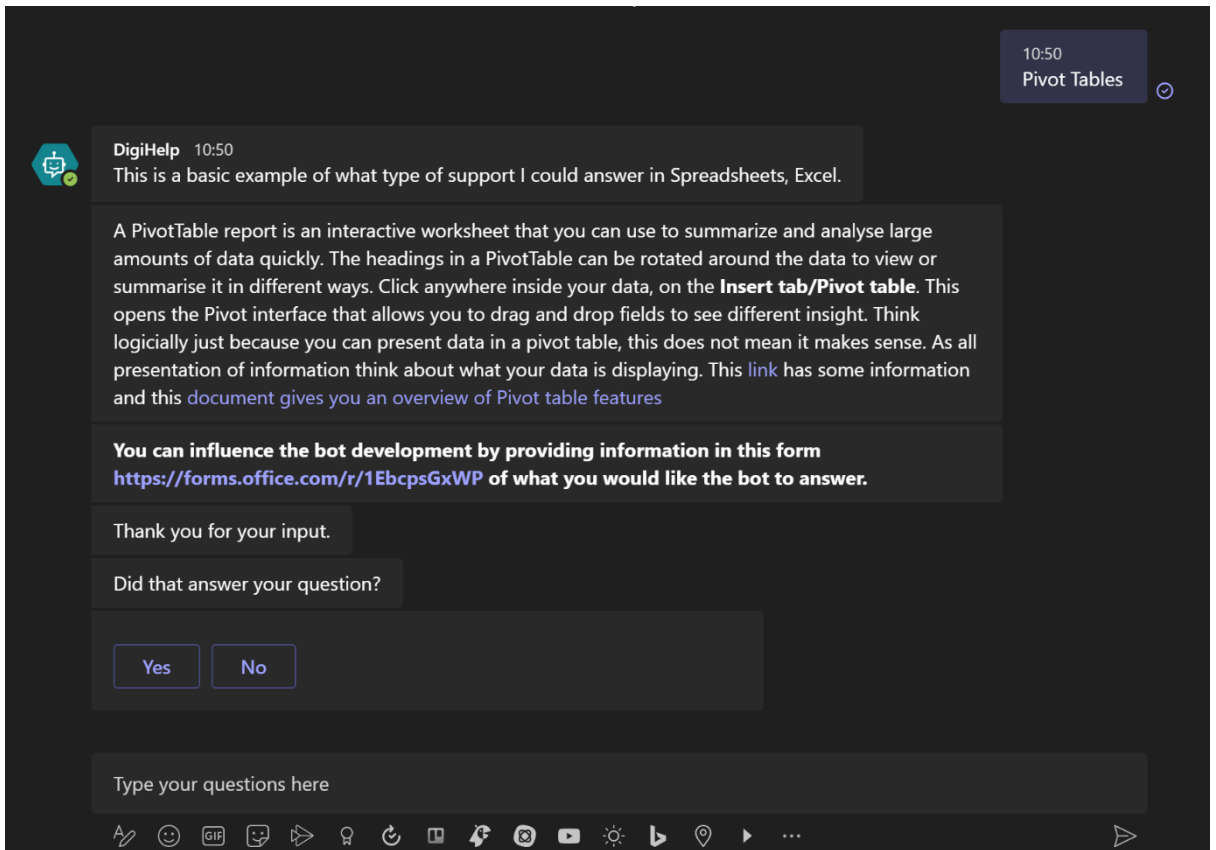 10:50
Pivot Tables
DigiHelp 10:50
This is a basic example of what type of support I could answer in Spreadsheets, Excel.
A PivotTable report is an interactive worksheet that you can use to summarize and analyse large
amounts of data quickly. The headings in a PivotTable can be rotated around the data to view or
summarise it in different ways. Click anywhere inside your data, on the Insert tab/Pivot table. This
opens the Pivot interface that allows you to drag and drop fields to see different insight. Think
logicially just because you can present data in a pivot table, this does not mean it makes sense. As all
presentation of information think about what your data is displaying. This link has some information
and this document gives you an overview of Pivot table features
You can influence the bot development by providing information in this form
https://forms.office.com/r/1EbcpsGxWP of what you would like the bot to answer.
Thank you for your input.
Did that answer your question?
Yes No
Type your questions here
GIF